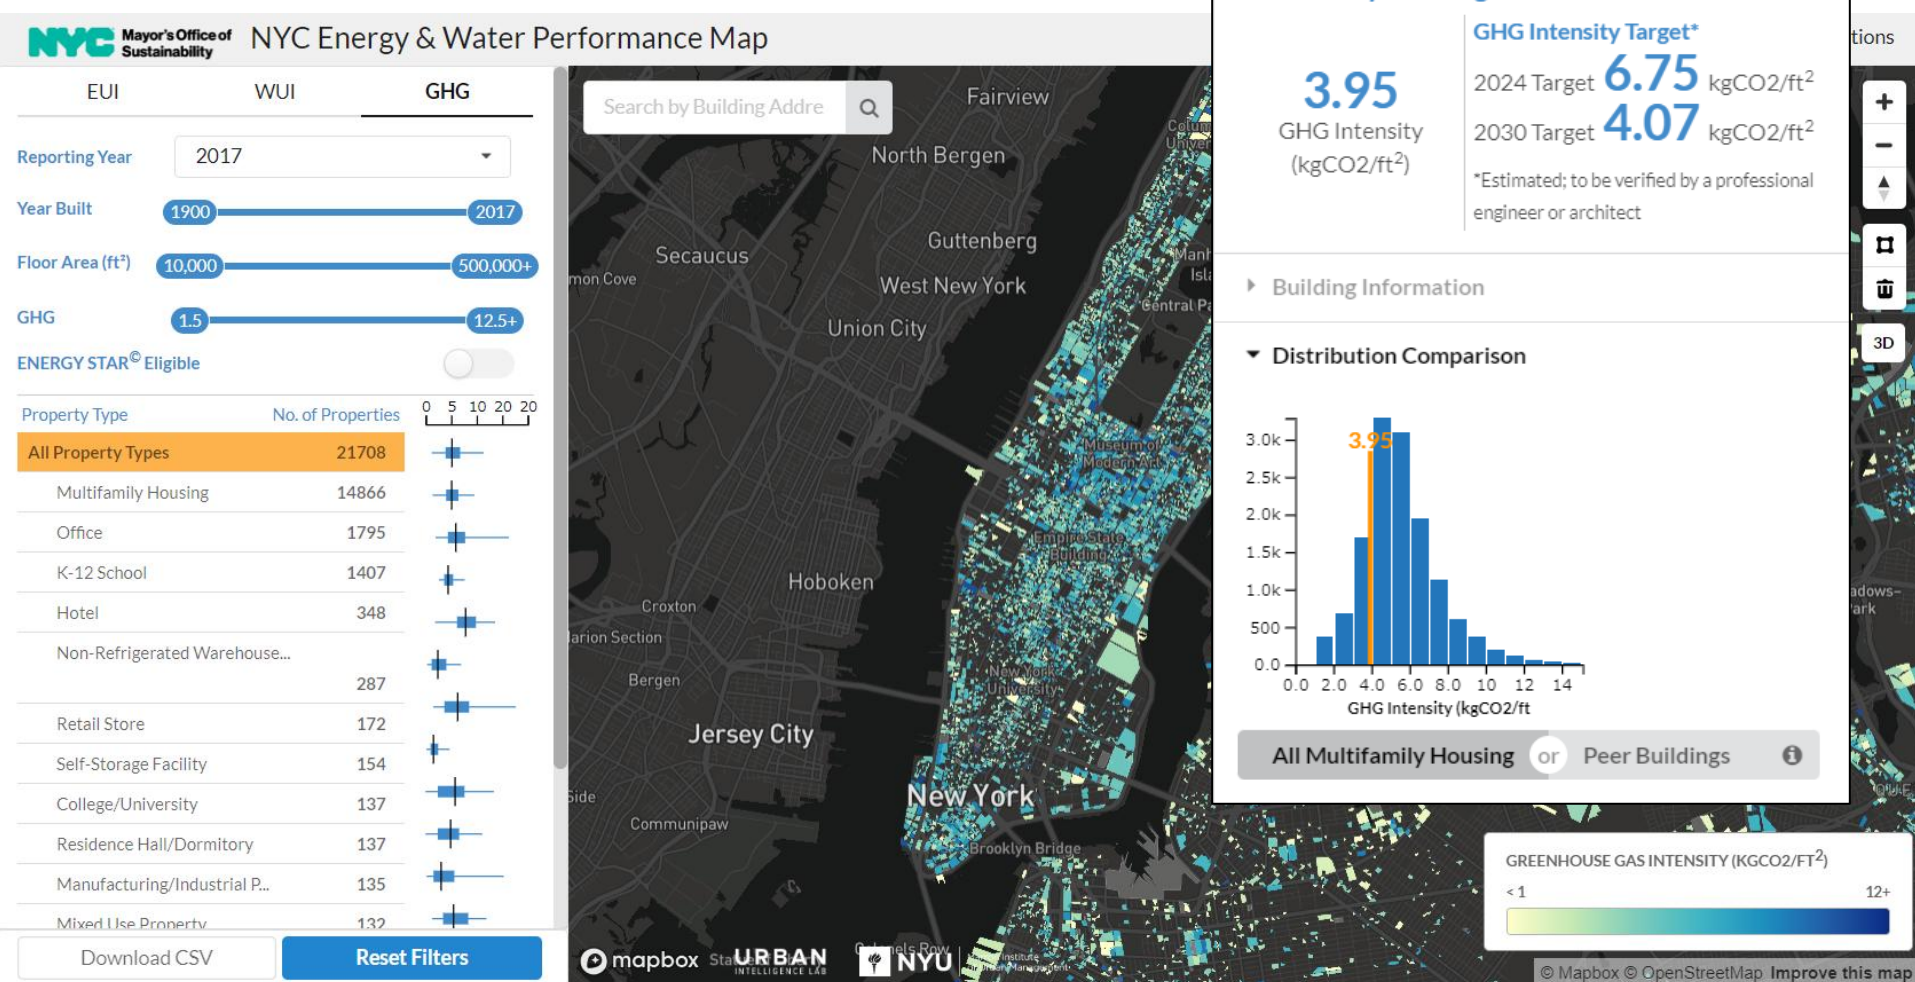 NYC Mayor's Office of Sustainability
NYC Energy & Water Performance Map
tions
EUI WUI GHG
Reporting Year 2017
Year Built 1900 2017
Floor Area (ft²) 10,000 500,000+
GHG 1.5 12.5+
ENERGY STAR© Eligible
Property Type No. of Properties 0 5 10 20 20
All Property Types 21708
Multifamily Housing 14866
Office 1795
K-12 School 1407
Hotel 348
Non-Refrigerated Warehouse...
287
Retail Store 172
Self-Storage Facility 154
College/University 137
Residence Hall/Dormitory 137
Manufacturing/Industrial P... 135
Mixed Use Property 132
Download CSV Reset Filters
Search by Building Addre
Fairview
North Bergen
Guttenberg
Secaucus
mon Cove
West New York
Union City
Central Pa
Museum of
Modern Art
Empire State
Building
Hoboken
Croxton
larion Section
Bergen
New York
University
Jersey City
New York
Side
Communipaw
Brooklyn Bridge
mapbox
URBAN
INTELLIGENCE LAB
NYU
3.95
GHG Intensity
(kgCO2/ft²)
GHG Intensity Target*
2024 Target 6.75 kgCO2/ft²
2030 Target 4.07 kgCO2/ft²
*Estimated; to be verified by a professional
engineer or architect
Building Information
Distribution Comparison
3.95
3.0k
2.5k
2.0k
1.5k
1.0k
500
0.0
0.0 2.0 4.0 6.0 8.0 10 12 14
GHG Intensity (kgCO2/ft
All Multifamily Housing or Peer Buildings
3D
GREENHOUSE GAS INTENSITY (KGCO2/FT²)
<1 12+
© Mapbox © OpenStreetMap Improve this map